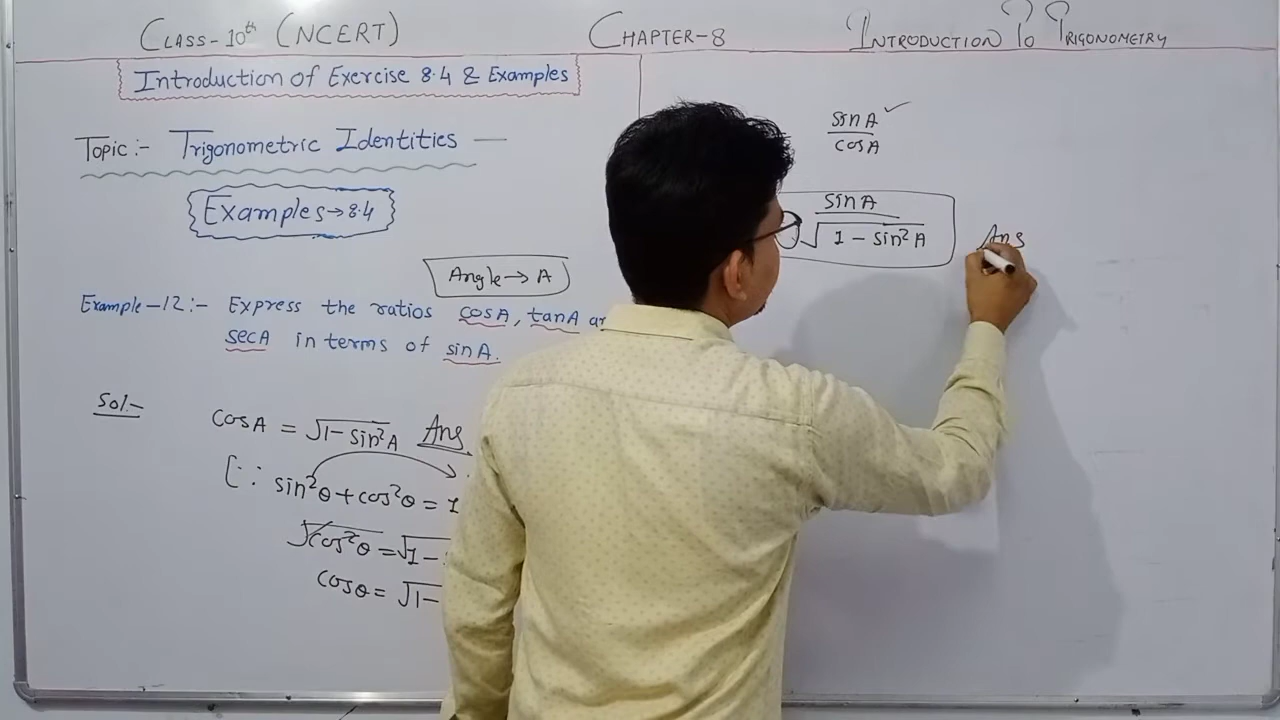 Class-10th (NCERT) Chapter-8 Introduction To Trigonometry
Introduction of Exercise 8.4 & Examples
Topic:- Trigonometric Identities —
Examples→8.4
Angle → A
Example-12:- Express the ratios cosA, tanA
secA in terms of sinA.
Sol:-
cosA = √1-sin²A Ans
[∵ sin²θ+cos²θ = 1
√cos²θ = √1-
cosθ = √1-
sinA ✓
cosA
sinA
√1 - sin²A Ans